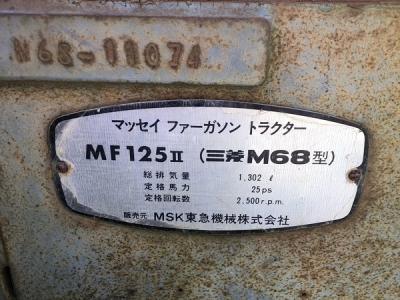 M68-11074
マッセイ ファーガソン トラクター
MF125Ⅱ (三菱M68型)
総排気量 1,302 ℓ
定格馬力 25ps
定格回転数 2,500r.p.m.
販売元 MSK東急機械株式会社